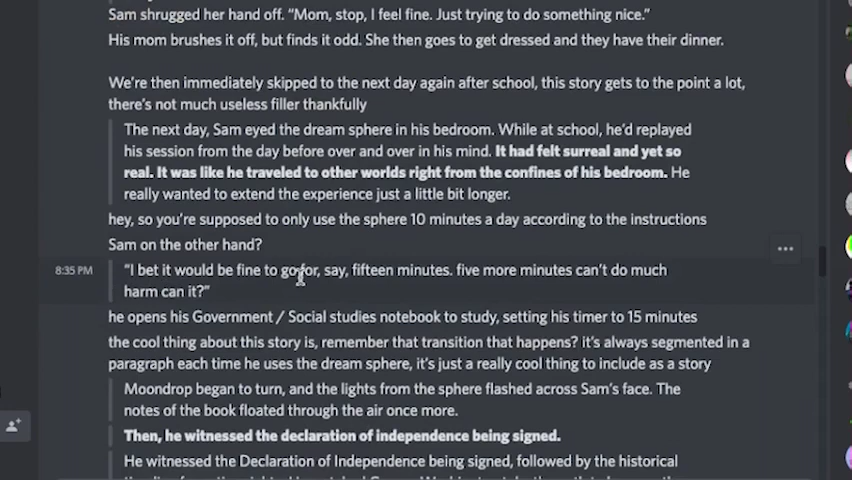 Sam shrugged her hand off. “Mom, stop, I feel fine. Just trying to do something nice.”
His mom brushes it off, but finds it odd. She then goes to get dressed and they have their dinner.
We’re then immediately skipped to the next day again after school, this story gets to the point a lot,
there’s not much useless filler thankfully
The next day, Sam eyed the dream sphere in his bedroom. While at school, he’d replayed
his session from the day before over and over in his mind. It had felt surreal and yet so
real. It was like he traveled to other worlds right from the confines of his bedroom. He
really wanted to extend the experience just a little bit longer.
hey, so you’re supposed to only use the sphere 10 minutes a day according to the instructions
Sam on the other hand?
8:35 PM “I bet it would be fine to go for, say, fifteen minutes. five more minutes can’t do much
harm can it?”
he opens his Government / Social studies notebook to study, setting his timer to 15 minutes
the cool thing about this story is, remember that transition that happens? it’s always segmented in a
paragraph each time he uses the dream sphere, it’s just a really cool thing to include as a story
Moondrop began to turn, and the lights from the sphere flashed across Sam’s face. The
notes of the book floated through the air once more.
Then, he witnessed the declaration of independence being signed.
He witnessed the Declaration of Independence being signed, followed by the historical